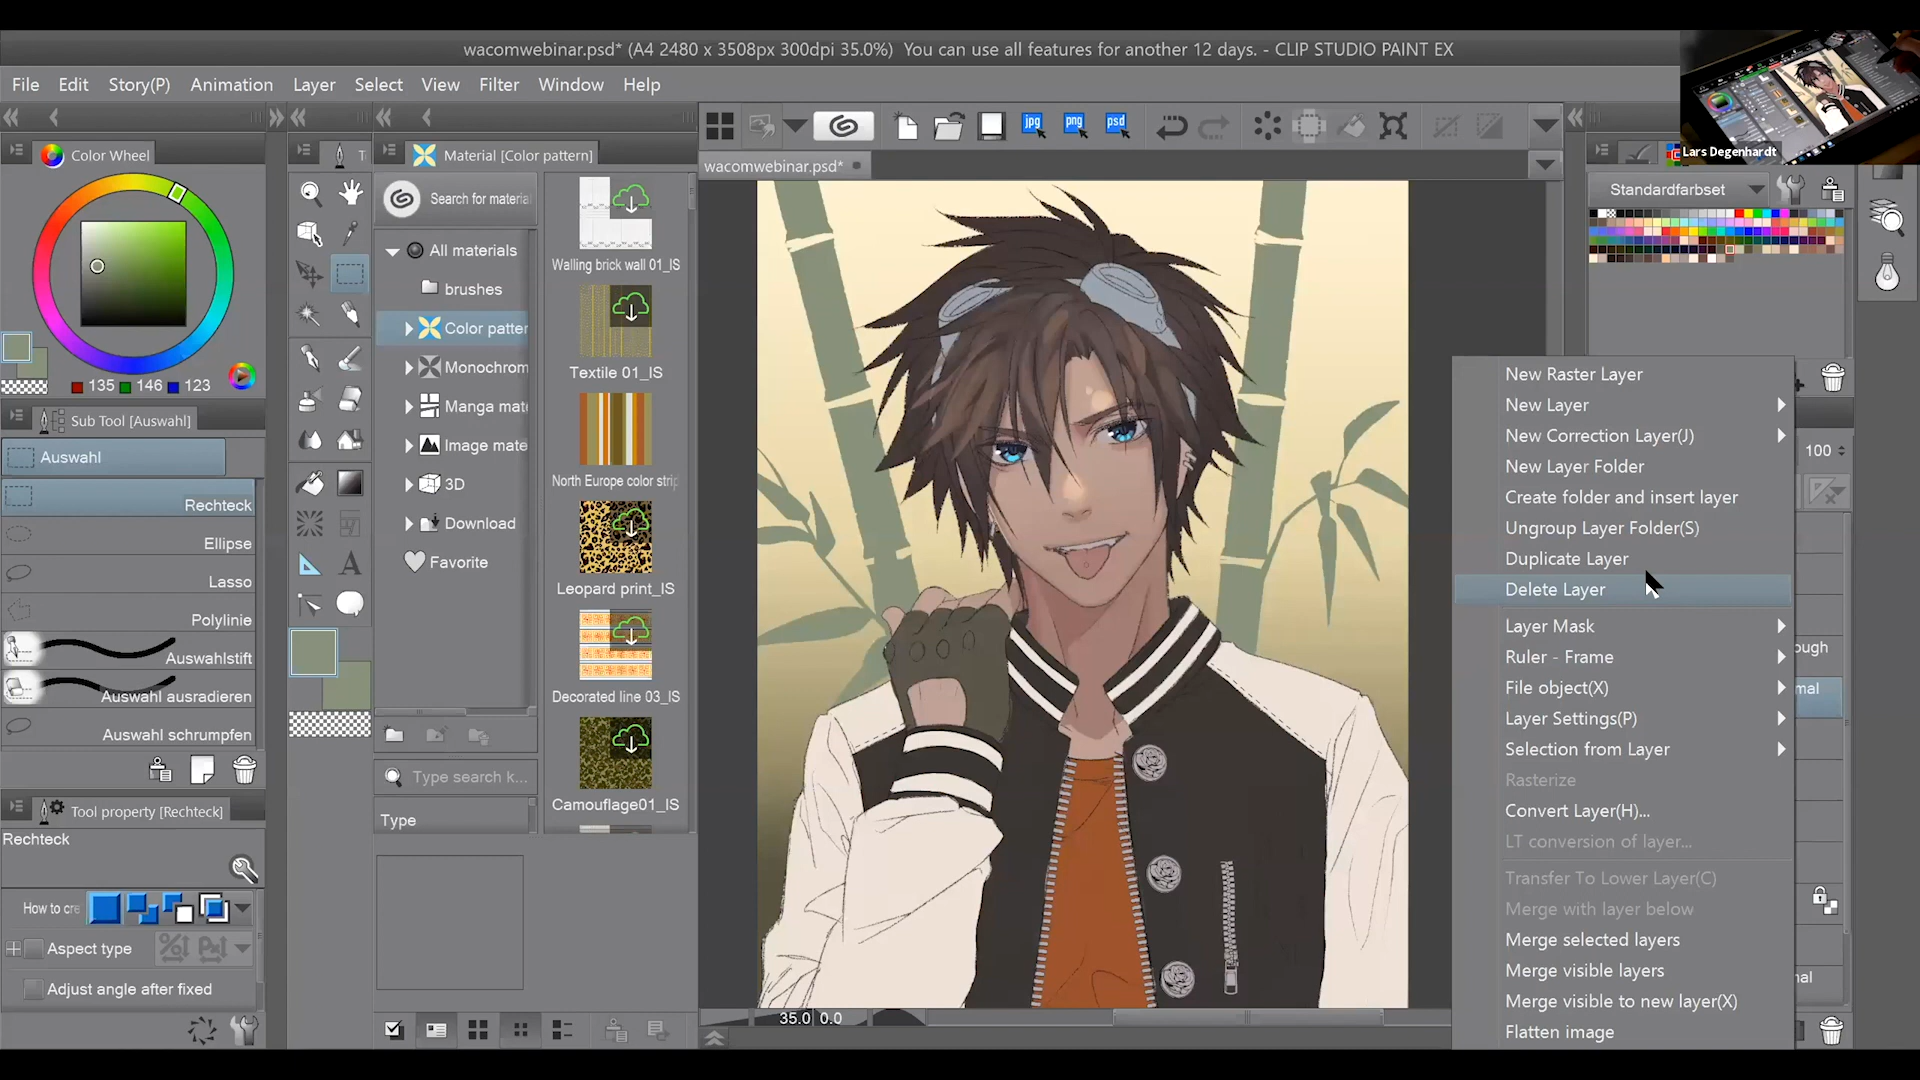 wacomwebinar.psd* (A4 2480 x 3508px 300dpi 35.0%)  You can use all features for another 12 days. - CLIP STUDIO PAINT EX
File Edit Story(P) Animation Layer Select View Filter Window Help
jpg png psd
Lars Degenhardt
Color Wheel
Material [Color pattern]
wacomwebinar.psd*
Standardfarbset
135 146 123
Search for materia
All materials
brushes
Color patter
Monochrom
Manga mat
Image mate
3D
Download
Favorite
Type search k...
Type
Walling brick wall 01_IS
Textile 01_IS
North Europe color strip
Leopard print_IS
Decorated line 03_IS
Camouflage01_IS
Sub Tool [Auswahl]
Auswahl
Rechteck
Ellipse
Lasso
Polylinie
Auswahlstift
Auswahl ausradieren
Auswahl schrumpfen
Tool property [Rechteck]
Rechteck
How to cre
Aspect type
Adjust angle after fixed
35.0 0.0
New Raster Layer
New Layer
New Correction Layer(J)
New Layer Folder
Create folder and insert layer
Ungroup Layer Folder(S)
Duplicate Layer
Delete Layer
Layer Mask
Ruler - Frame
File object(X)
Layer Settings(P)
Selection from Layer
Rasterize
Convert Layer(H)...
LT conversion of layer...
Transfer To Lower Layer(C)
Merge with layer below
Merge selected layers
Merge visible layers
Merge visible to new layer(X)
Flatten image
100
ough
mal
nal